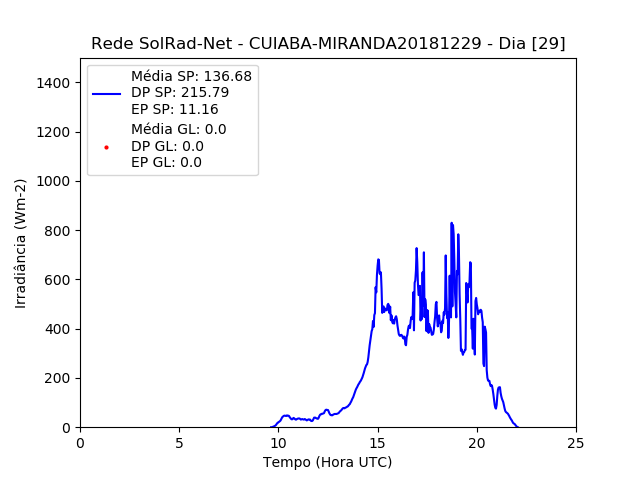 Rede SolRad-Net - CUIABA-MIRANDA20181229 - Dia [29]
Média SP: 136.68
DP SP: 215.79
EP SP: 11.16
Média GL: 0.0
DP GL: 0.0
EP GL: 0.0
Irradiância (Wm-2)
1400
1200
1000
800
600
400
200
0
0 5 10 15 20 25
Tempo (Hora UTC)